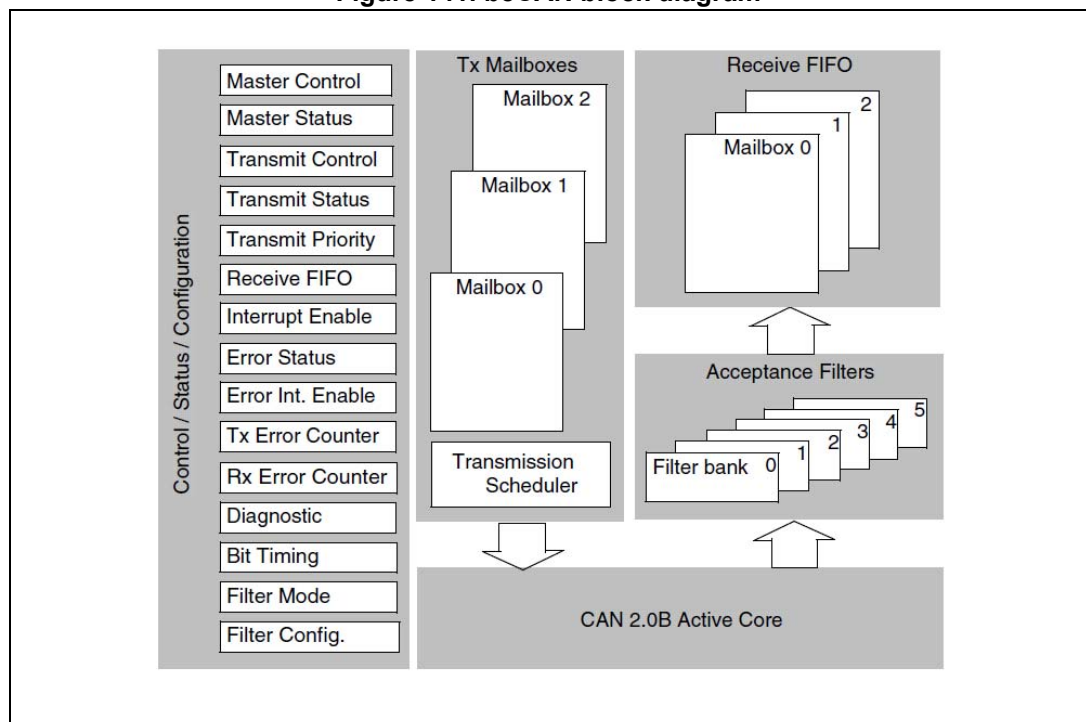 Control / Status / Configuration
Master Control
Master Status
Transmit Control
Transmit Status
Transmit Priority
Receive FIFO
Interrupt Enable
Error Status
Error Int. Enable
Tx Error Counter
Rx Error Counter
Diagnostic
Bit Timing
Filter Mode
Filter Config.
Tx Mailboxes
Mailbox 2
Mailbox 1
Mailbox 0
Transmission
Scheduler
Receive FIFO
2
1
Mailbox 0
Acceptance Filters
5
4
3
2
1
Filter bank 0
CAN 2.0B Active Core